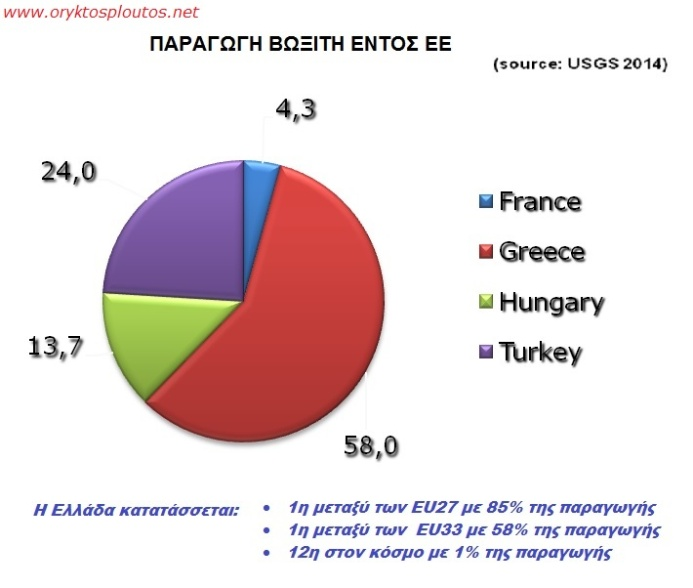 www.oryktosploutos.net
ΠΑΡΑΓΩΓΗ ΒΩΞΙΤΗ ΕΝΤΟΣ ΕΕ
(source: USGS 2014)
4,3
24,0
13,7
58,0
France
Greece
Hungary
Turkey
Η Ελλάδα κατατάσσεται: • 1η μεταξύ των EU27 με 85% της παραγωγής
• 1η μεταξύ των EU33 με 58% της παραγωγής
• 12η στον κόσμο με 1% της παραγωγής